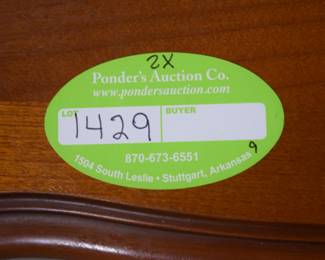 2X
Ponder's Auction Co.
www.pondersauction.com
LOT BUYER
1429
870-673-6551
1504 South Leslie • Stuttgart, Arkansas
9